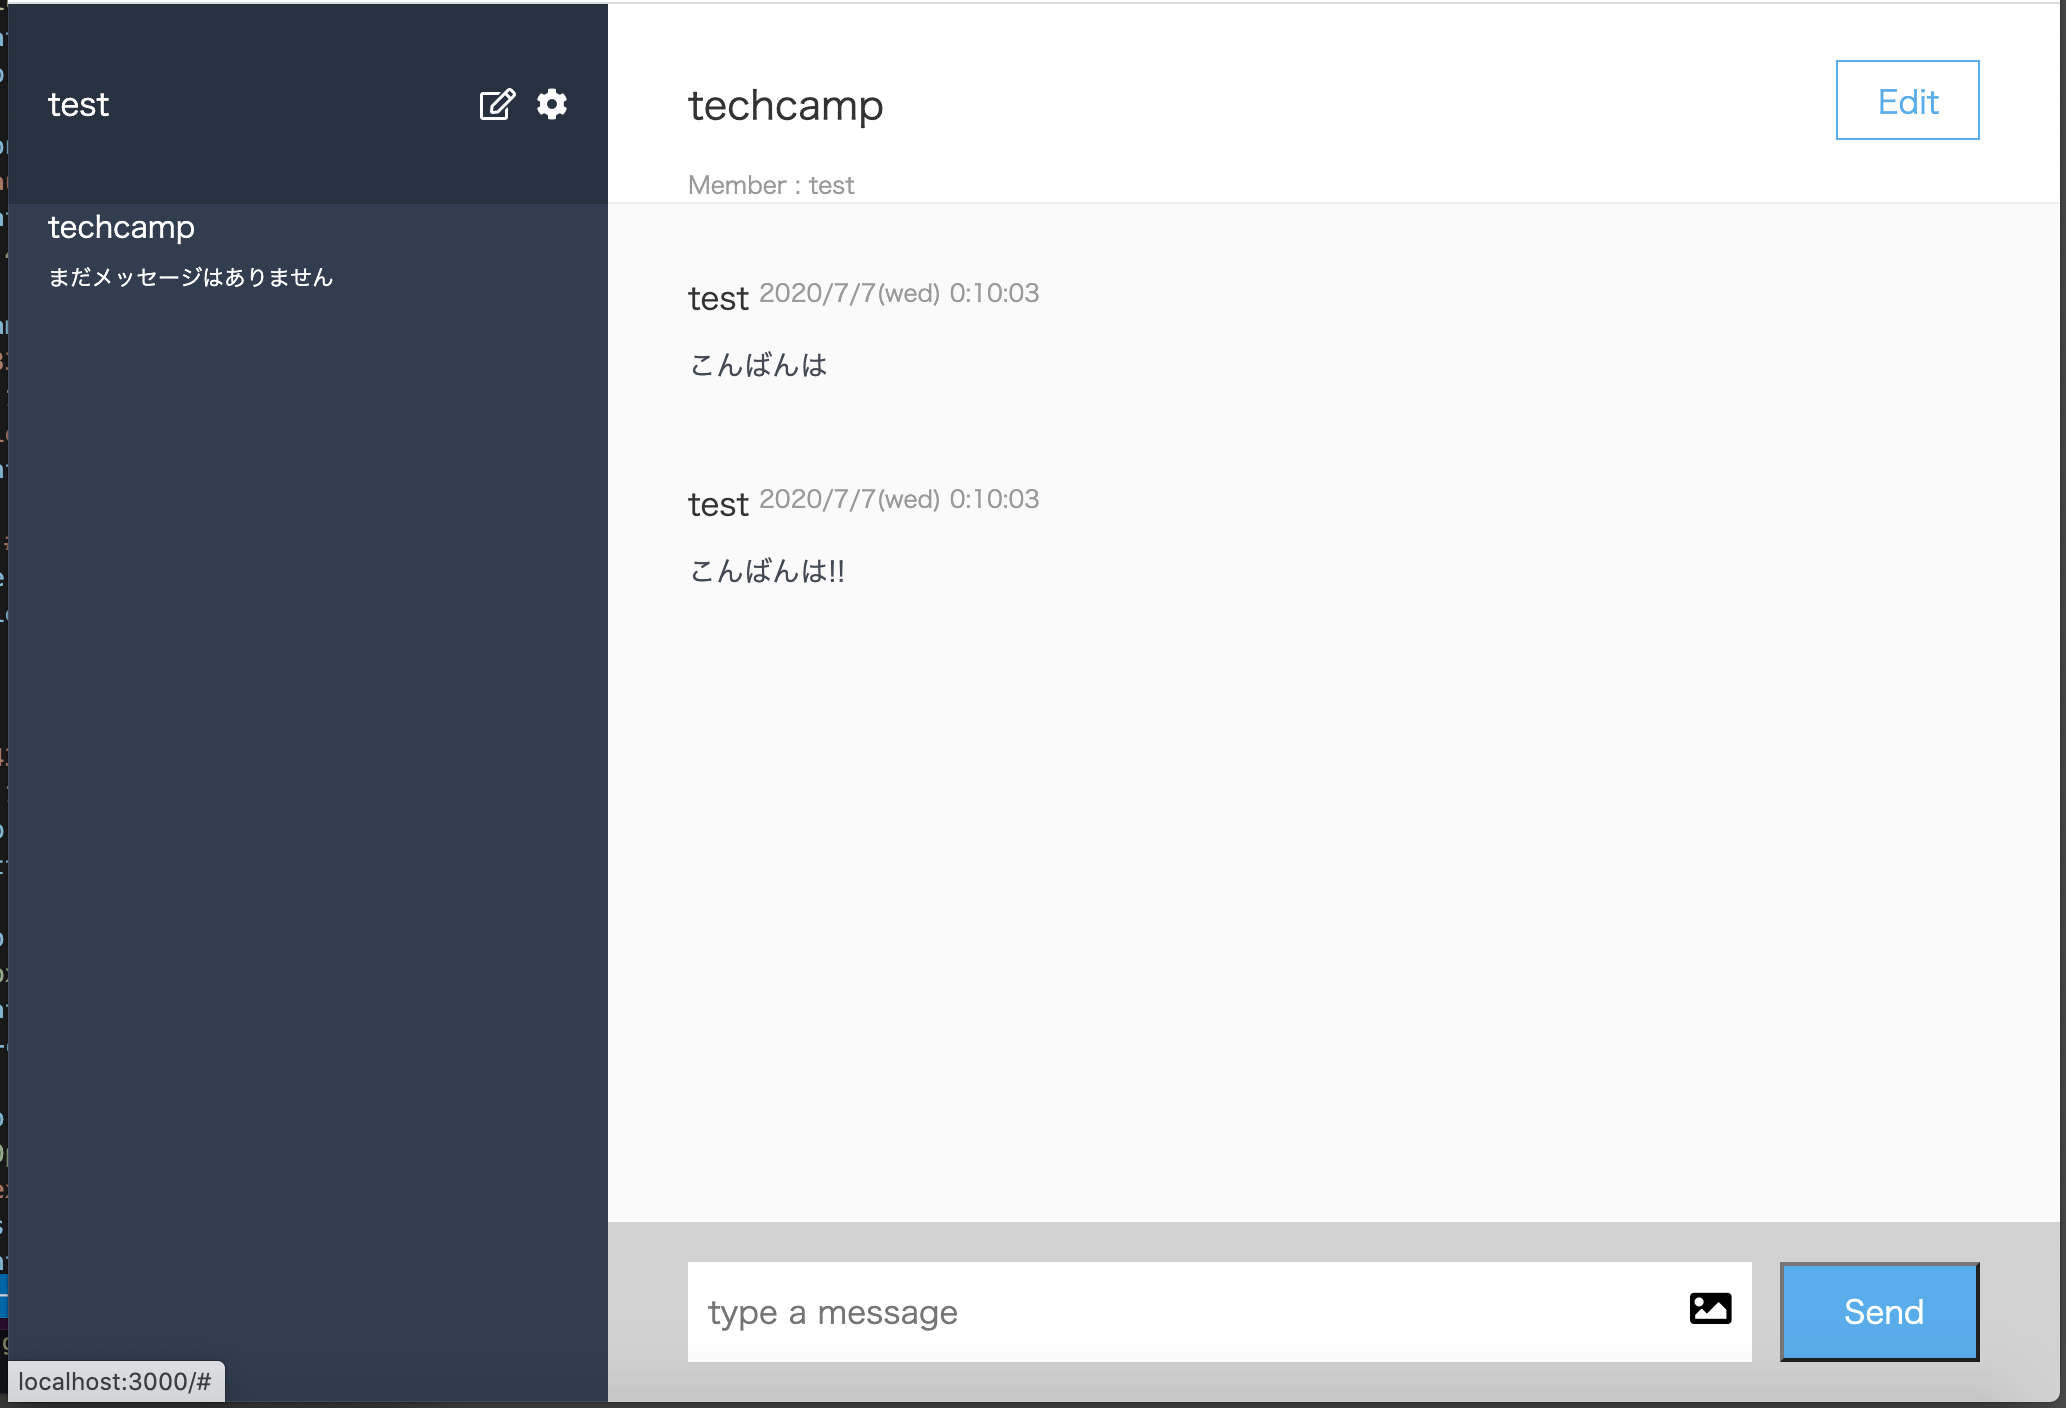 test
techcamp
まだメッセージはありません
techcamp
Edit
Member : test
test 2020/7/7(wed) 0:10:03
こんばんは
test 2020/7/7(wed) 0:10:03
こんばんは!!
type a message
Send
localhost:3000/#